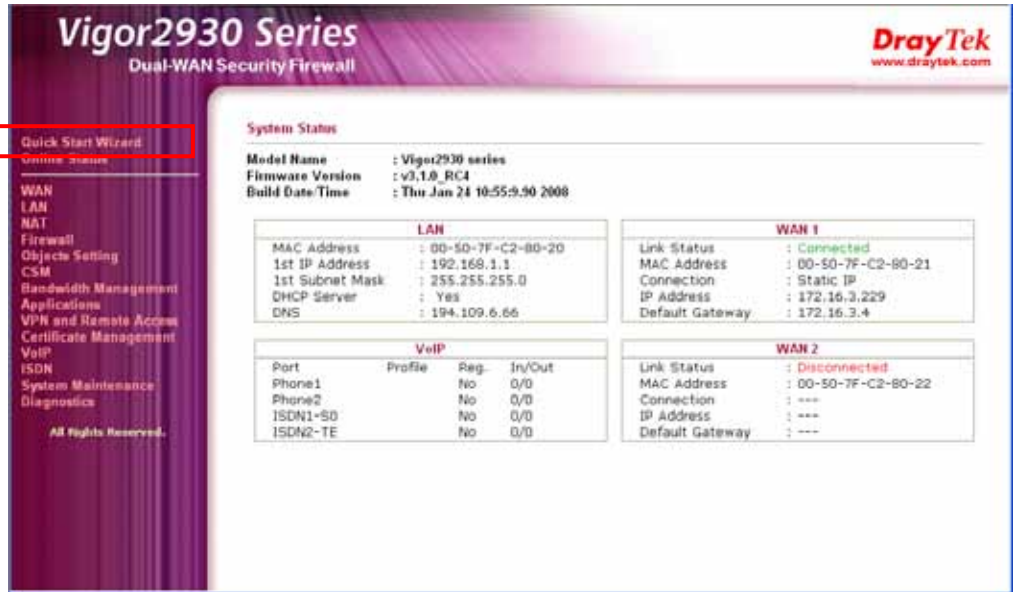 Vigor2930 Series
Dual-WAN Security Firewall
DrayTek
www.draytek.com
Quick Start Wizard
Online Status
WAN
LAN
NAT
Firewall
Objects Setting
CSM
Bandwidth Management
Applications
VPN and Remote Access
Certificate Management
VoIP
ISDN
System Maintenance
Diagnostics
All Rights Reserved.
System Status
Model Name : Vigor2930 series
Firmware Version : v3.1.0_RC4
Build Date/Time : Thu Jan 24 10:55:9.90 2008
LAN
MAC Address : 00-50-7F-C2-80-20
1st IP Address : 192.168.1.1
1st Subnet Mask : 255.255.255.0
DHCP Server : Yes
DNS : 194.109.6.66
WAN 1
Link Status : Connected
MAC Address : 00-50-7F-C2-80-21
Connection : Static IP
IP Address : 172.16.3.229
Default Gateway : 172.16.3.4
VoIP
Port Profile Reg. In/Out
Phone1 No 0/0
Phone2 No 0/0
ISDN1-S0 No 0/0
ISDN2-TE No 0/0
WAN 2
Link Status : Disconnected
MAC Address : 00-50-7F-C2-80-22
Connection : ---
IP Address : ---
Default Gateway : ---